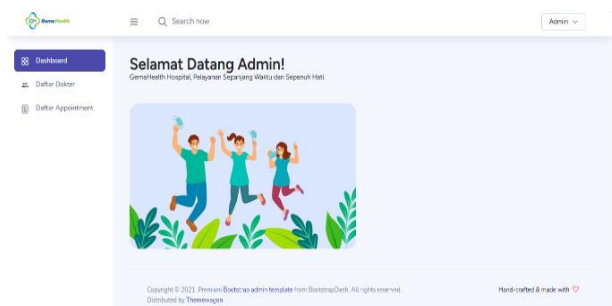 GemaHealth
Search now
Admin
Dashboard
Daftar Dokter
Daftar Appointment
Selamat Datang Admin!
GemaHealth Hospital, Pelayanan Sepanjang Waktu dan Sepenuh Hati.
Copyright © 2021. Premium Bootstrap admin template from BootstrapDash. All rights reserved.
Distributed by Themewagon
Hand-crafted & made with